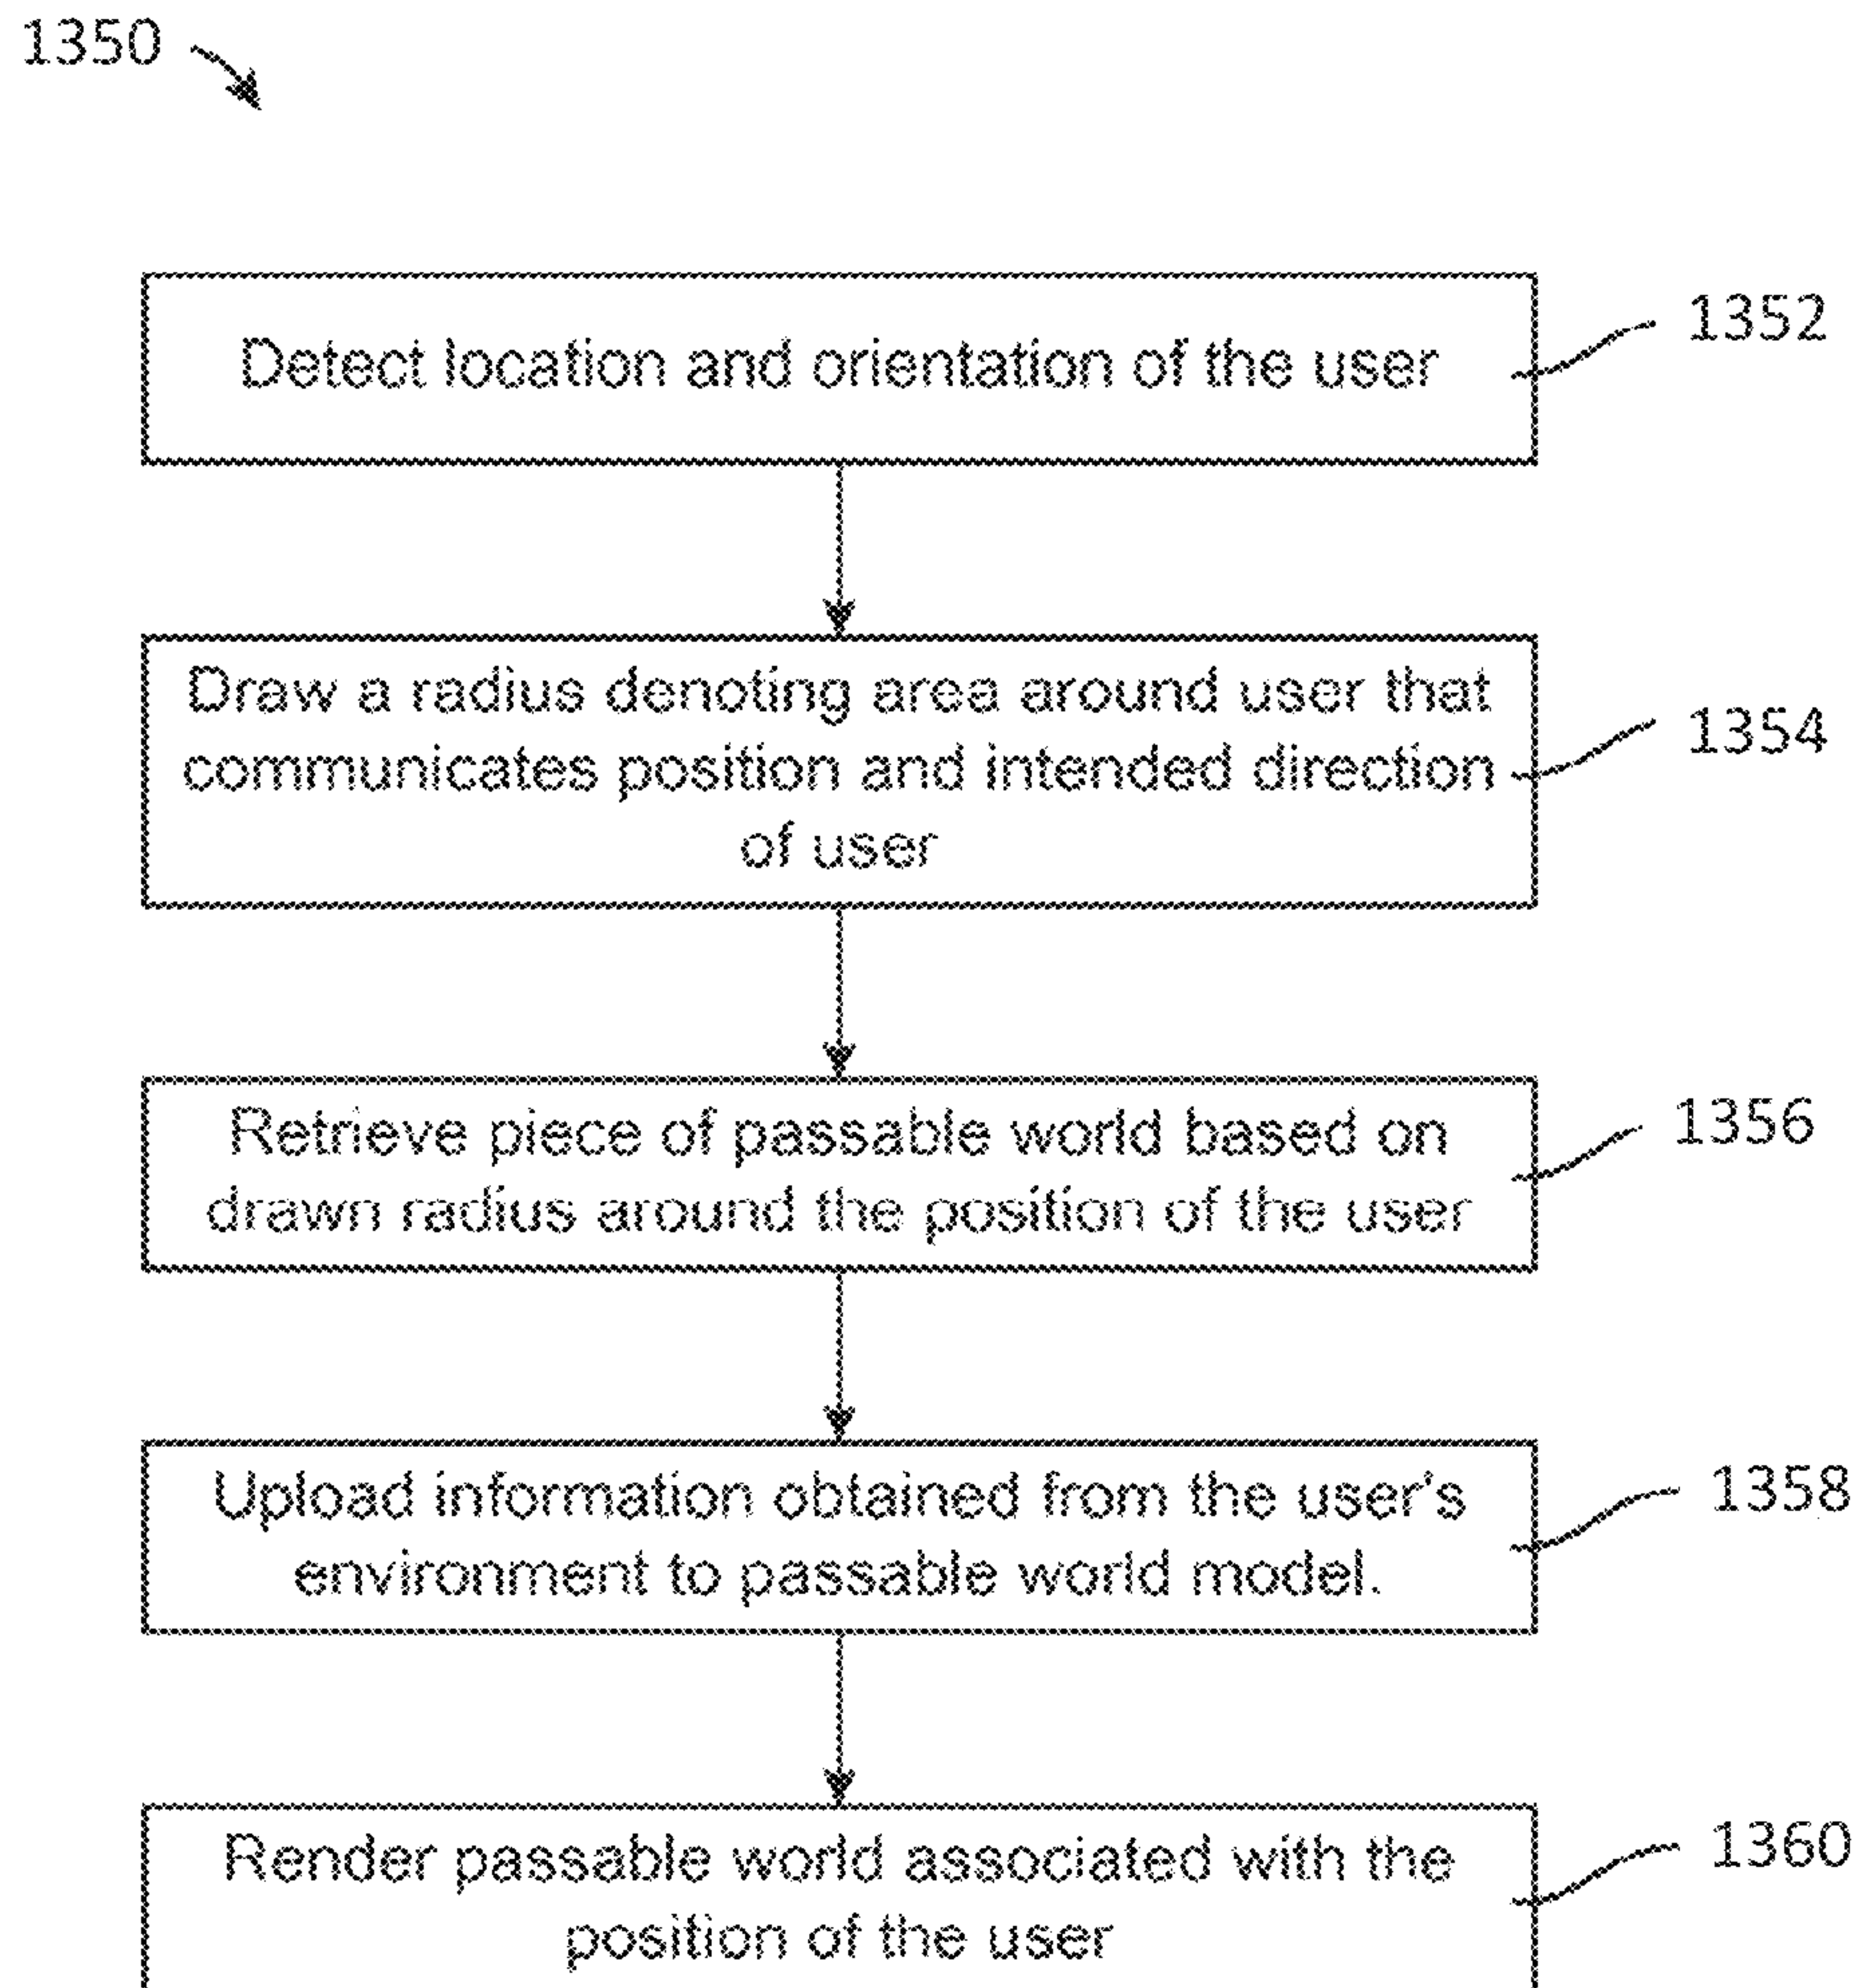 1350
Detect location and orientation of the user
1352
Draw a radius denoting area around user that
communicates position and intended direction
of user
1354
Retrieve piece of passable world based on
drawn radius around the position of the user
1356
Upload information obtained from the user's
environment to passable world model.
1358
Render passable world associated with the
position of the user
1360